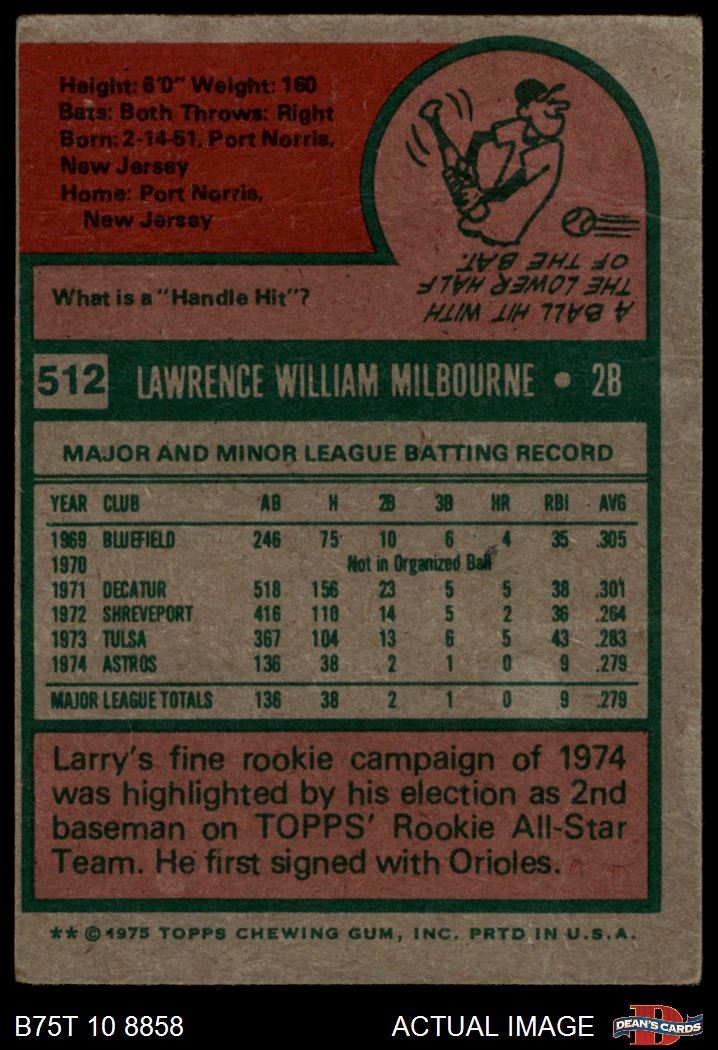 Height: 6'0" Weight: 160
Bats: Both Throws: Right
Born: 2-14-51, Port Norris,
New Jersey
Home: Port Norris,
New Jersey
What is a "Handle Hit"?
A BALL HIT WITH
THE LOWER HALF
OF THE BAT.
512 LAWRENCE WILLIAM MILBOURNE • 2B
MAJOR AND MINOR LEAGUE BATTING RECORD
YEAR CLUB AB H 2B 3B HR RBI AVG
1969 BLUEFIELD 246 75 10 6 4 35 .305
1970 Not in Organized Ball
1971 DECATUR 518 156 23 5 5 38 .301
1972 SHREVEPORT 416 110 14 5 2 36 .264
1973 TULSA 367 104 13 6 5 43 .283
1974 ASTROS 136 38 2 1 0 9 .279
MAJOR LEAGUE TOTALS 136 38 2 1 0 9 .279
Larry's fine rookie campaign of 1974
was highlighted by his election as 2nd
baseman on TOPPS' Rookie All-Star
Team. He first signed with Orioles.
** © 1975 TOPPS CHEWING GUM, INC. PRTD IN U.S.A.
B75T 10 8858 ACTUAL IMAGE
D
DEAN'S CARDS